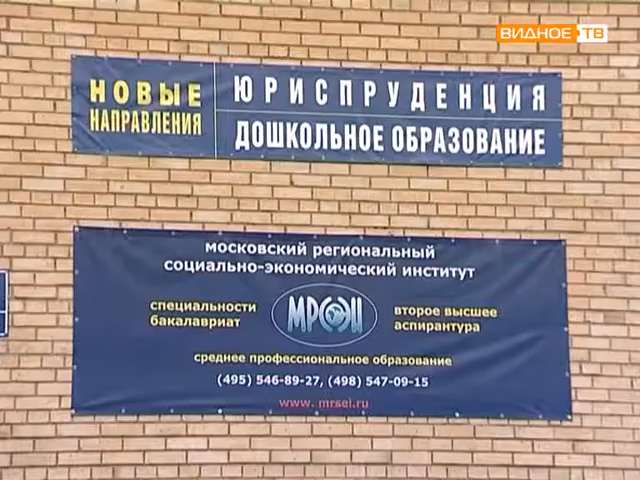 ВИДНОЕ ТВ
НОВЫЕ
НАПРАВЛЕНИЯ
ЮРИСПРУДЕНЦИЯ
ДОШКОЛЬНОЕ ОБРАЗОВАНИЕ
московский региональный
социально-экономический институт
специальности
бакалавриат
МРСЭИ
второе высшее
аспирантура
среднее профессиональное образование
(495) 546-89-27, (498) 547-09-15
www. mrsei.ru